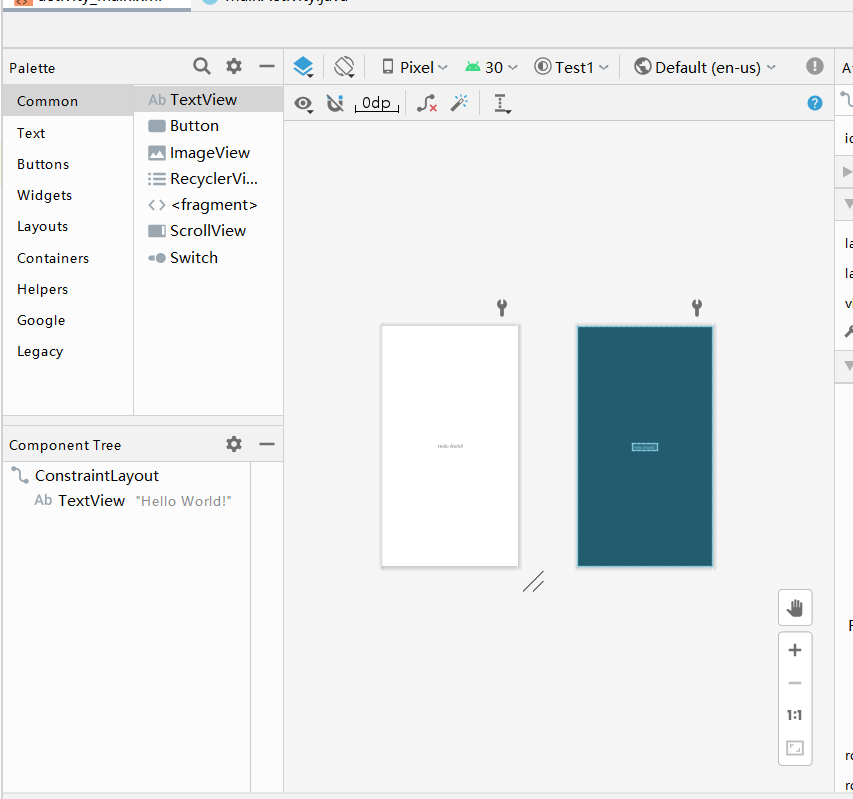 Palette
Pixel
30
Test1
Default (en-us)
Common
Text
Buttons
Widgets
Layouts
Containers
Helpers
Google
Legacy
Ab TextView
Button
ImageView
RecyclerVi...
<fragment>
ScrollView
Switch
0dp
?
Hello World!
Component Tree
ConstraintLayout
Ab TextView "Hello World!"
1:1